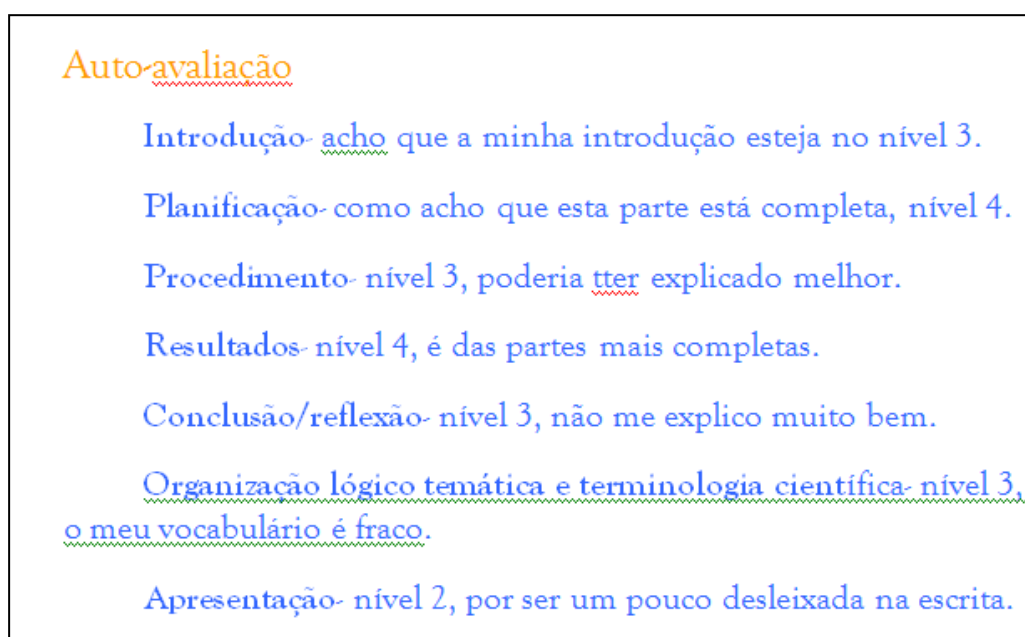 Auto-avaliação
Introdução- acho que a minha introdução esteja no nível 3.
Planificação- como acho que esta parte está completa, nível 4.
Procedimento- nível 3, poderia tter explicado melhor.
Resultados- nível 4, é das partes mais completas.
Conclusão/reflexão- nível 3, não me explico muito bem.
Organização lógico temática e terminologia científica- nível 3,
o meu vocabulário é fraco.
Apresentação- nível 2, por ser um pouco desleixada na escrita.